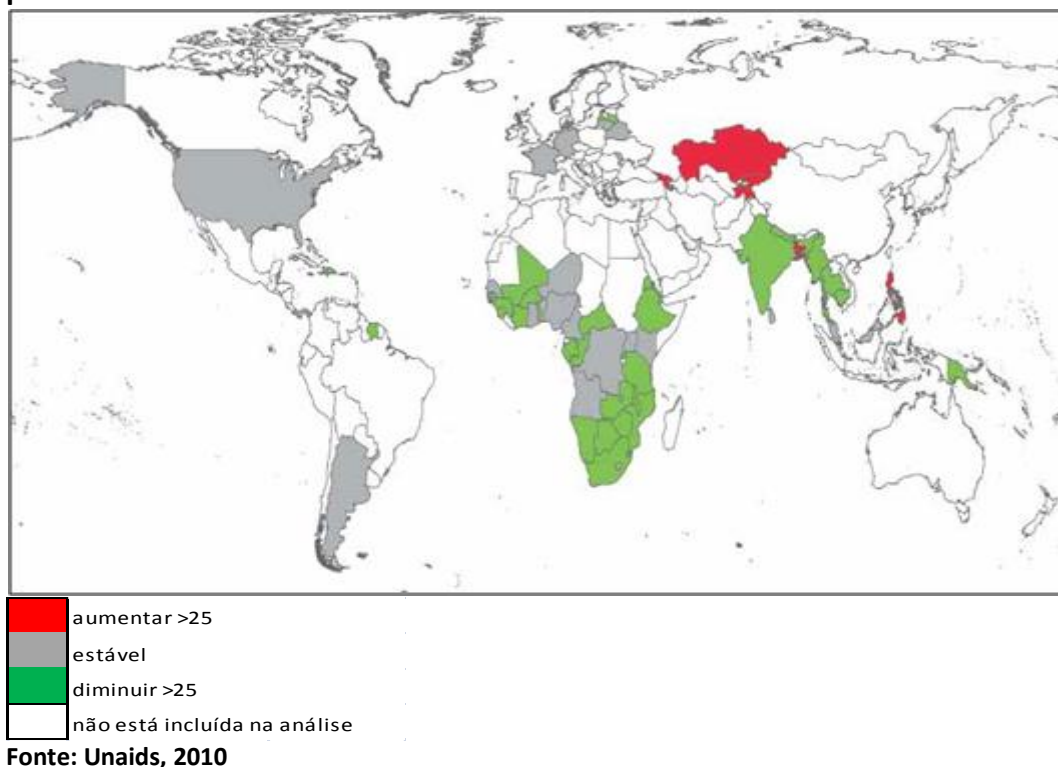 aumentar >25
estável
diminuir >25
não está incluída na análise
Fonte: Unaids, 2010